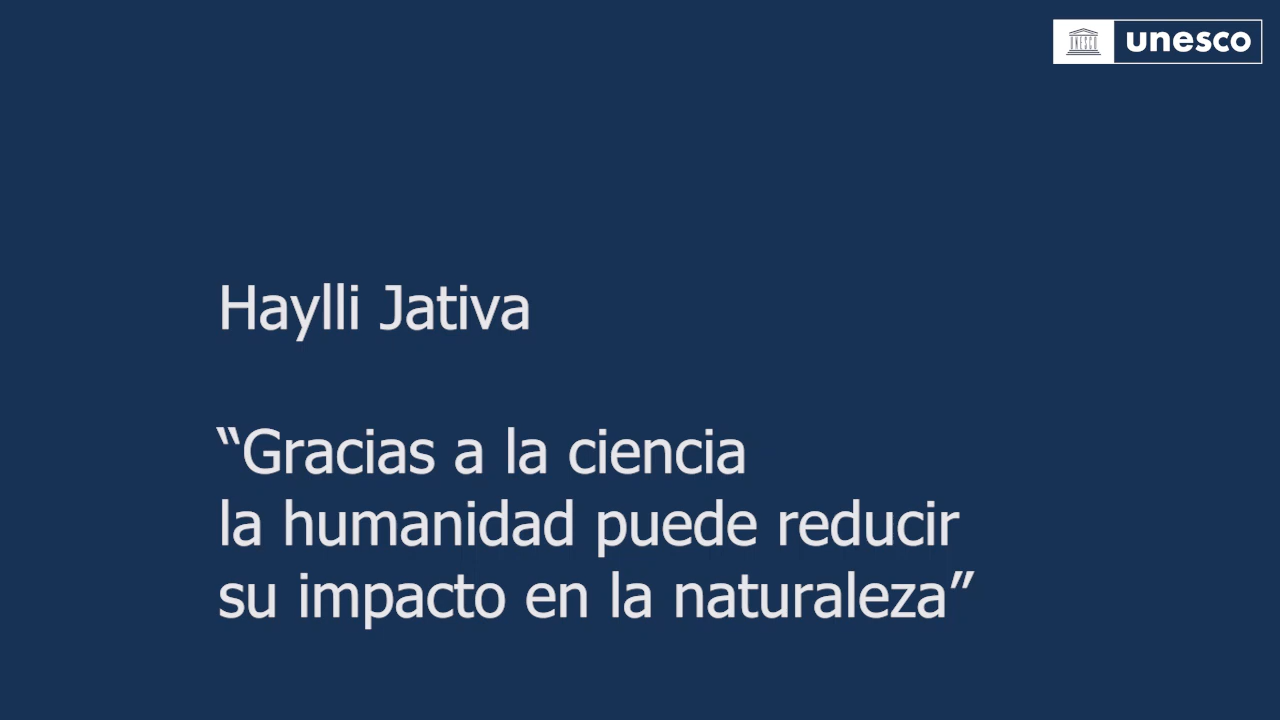 unesco
Haylli Jativa
“Gracias a la ciencia
la humanidad puede reducir
su impacto en la naturaleza”